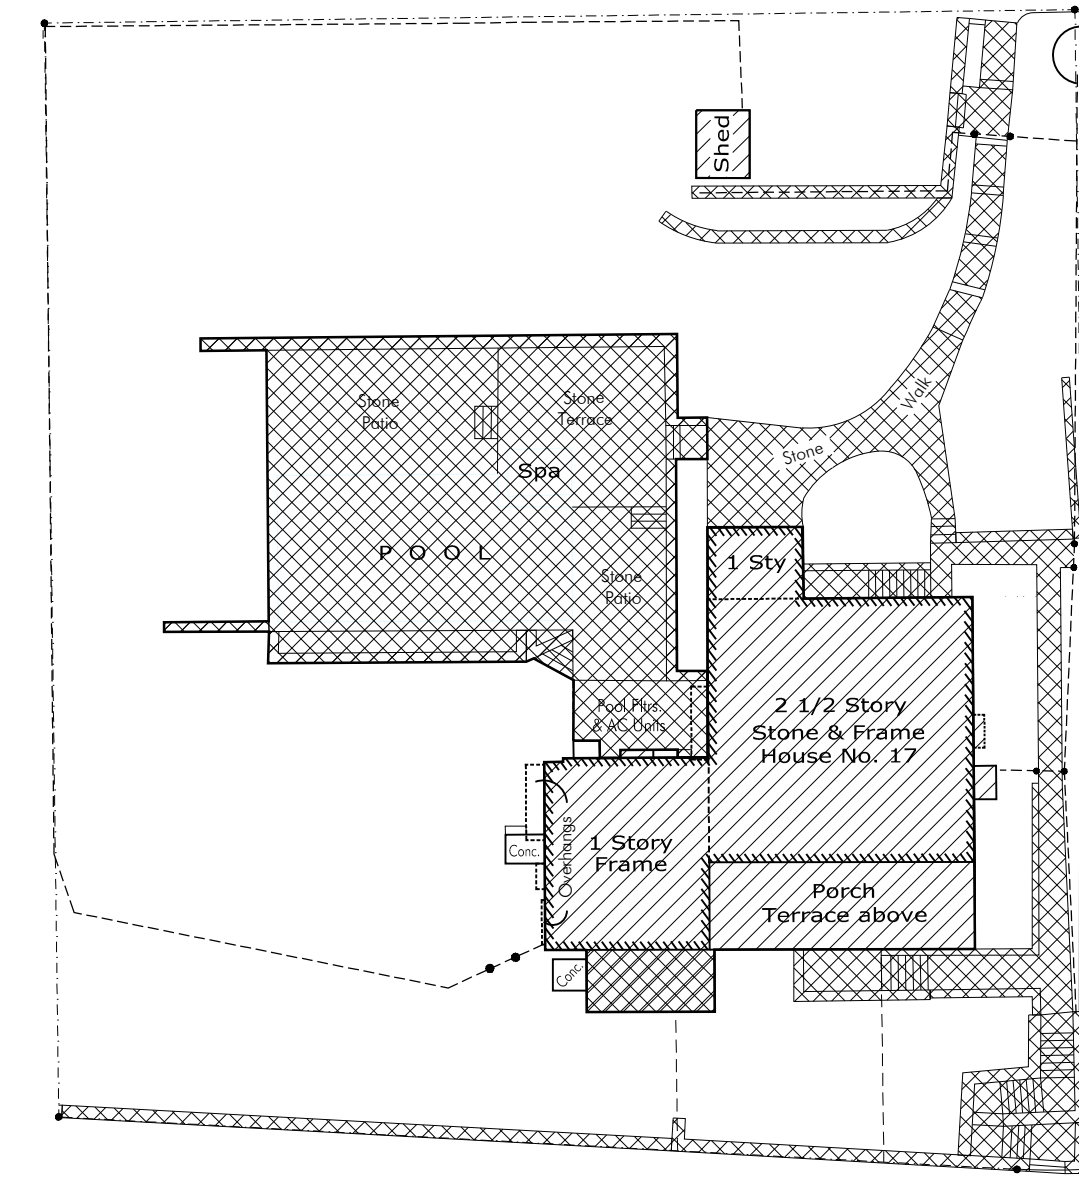 Shed
Stone
Patio
Stone
Terrace
Walk
Stone
Spa
P O O L
1 Sty
Stone
Patio
Pool Fltrs.
& AC Units
2 1/2 Story
Stone & Frame
House No. 17
Overhangs
Conc.
1 Story
Frame
Porch
Terrace above
Conc.